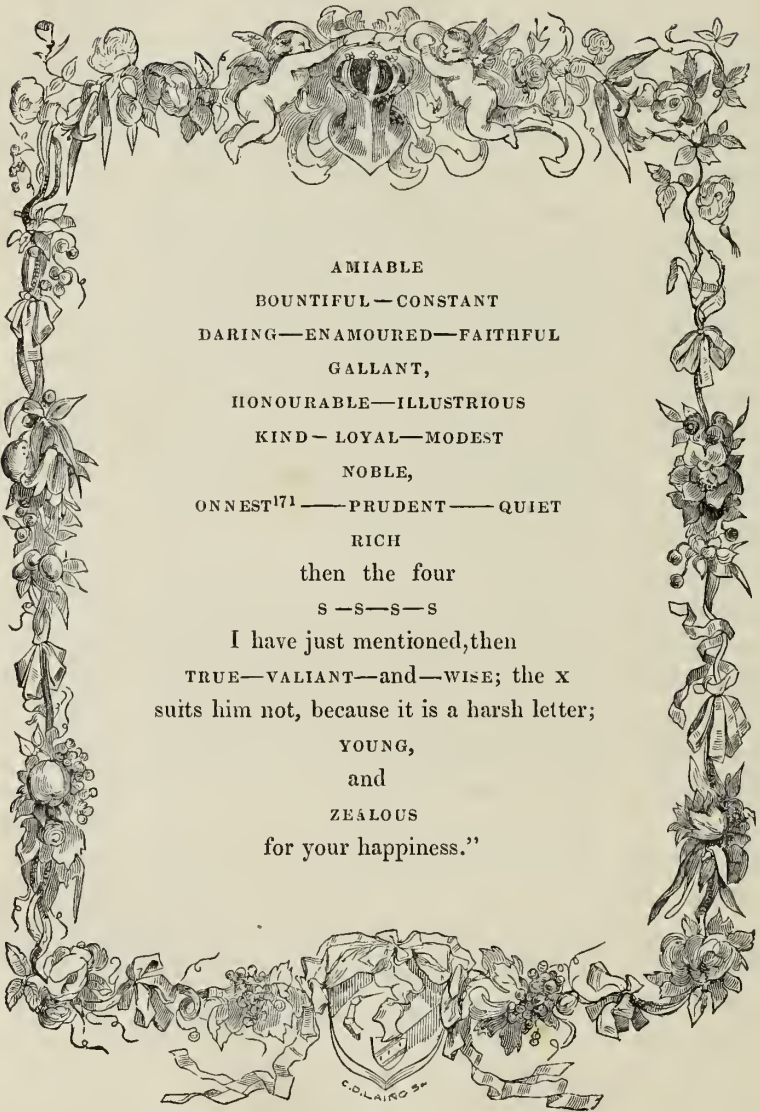 AMIABLE
BOUNTIFUL—CONSTANT
DARING—ENAMOURED—FAITHFUL
GALLANT,
HONOURABLE—ILLUSTRIOUS
KIND—LOYAL—MODEST
NOBLE,
ONNEST171——PRUDENT——QUIET
RICH
then the four
S—S—S—S
I have just mentioned,then
TRUE—VALIANT—and—WISE; the X
suits him not, because it is a harsh letter;
YOUNG,
and
ZEALOUS
for your happiness.”
C.D.LAING Sc